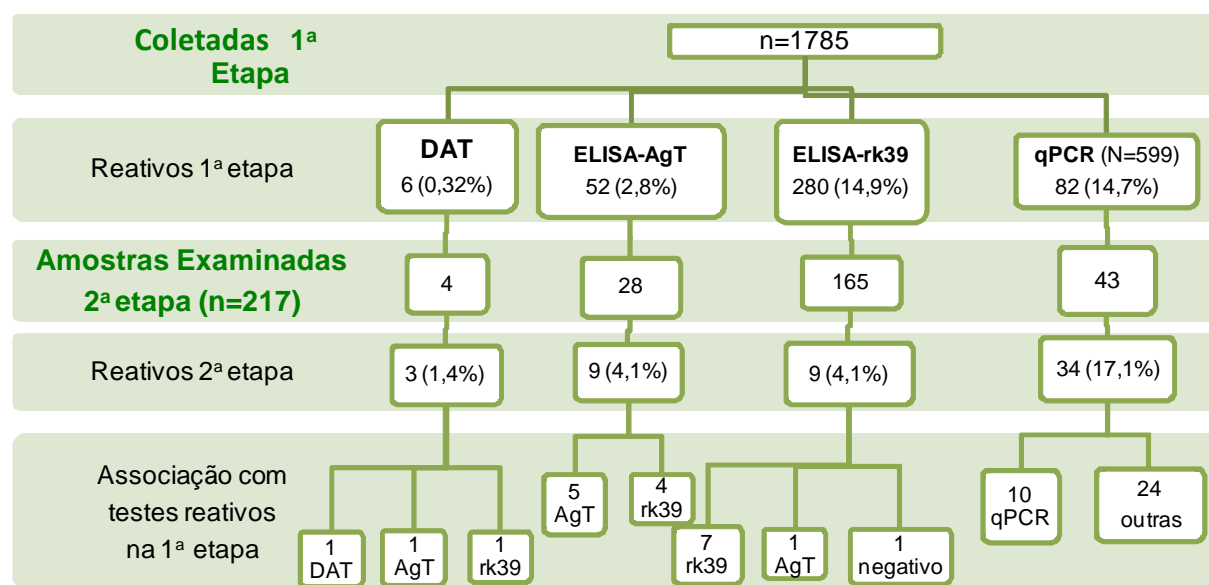 Coletadas 1ª
Etapa
n=1785
Reativos 1ª etapa
DAT
6 (0,32%)
ELISA-AgT
52 (2,8%)
ELISA-rk39
280 (14,9%)
qPCR (N=599)
82 (14,7%)
Amostras Examinadas
2ª etapa (n=217)
4
28
165
43
Reativos 2ª etapa
3 (1,4%)
9 (4,1%)
9 (4,1%)
34 (17,1%)
Associação com
testes reativos
na 1ª etapa
1
DAT
1
AgT
1
rk39
5
AgT
4
rk39
7
rk39
1
AgT
1
negativo
10
qPCR
24
outras